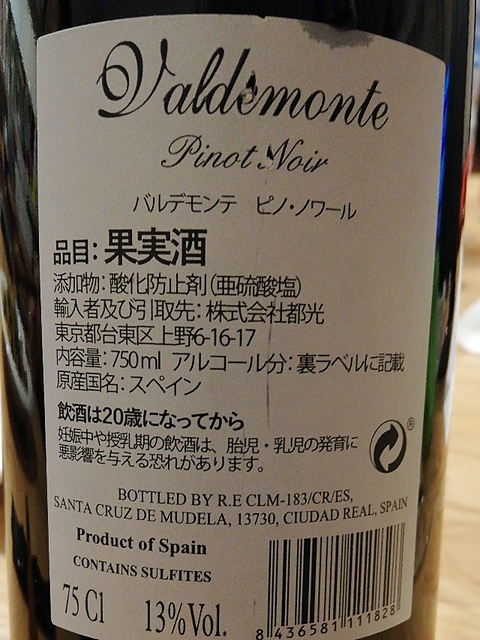 Valdemonte
Pinot Noir
バルデモンテ ピノ・ノワール
品目：果実酒
添加物：酸化防止剤（亜硫酸塩）
輸入者及び引取先：株式会社都光
東京都台東区上野6-16-17
内容量：750ml アルコール分：裏ラベルに記載
原産国名：スペイン
飲酒は20歳になってから
妊娠中や授乳期の飲酒は、胎児・乳児の発育に
悪影響を与える恐れがあります。
®
BOTTLED BY R.E CLM-183/CR/ES,
SANTA CRUZ DE MUDELA, 13730, CIUDAD REAL, SPAIN
Product of Spain
CONTAINS SULFITES
75 Cl 13%Vol.
8 436581 111828